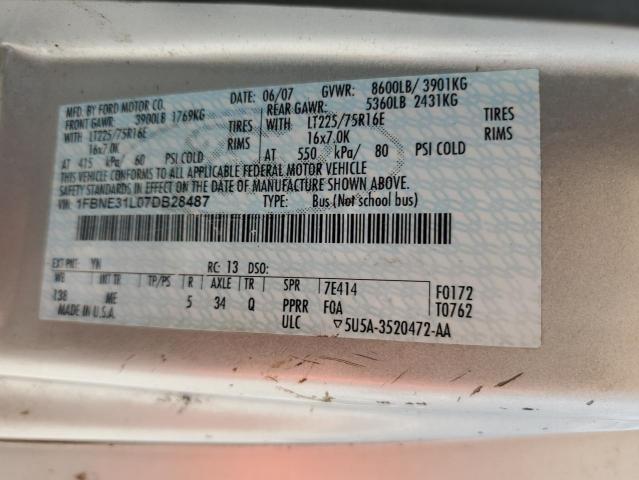 MFD. BY FORD MOTOR CO.
DATE: 06/07 GVWR: 8600LB/ 3901KG
FRONT GAWR: 3900LB 1769KG
REAR GAWR: 5360LB 2431KG
WITH LT225/75R16E TIRES
WITH LT225/75R16E TIRES
16x7.0K RIMS
16x7.0K RIMS
AT 415 kPa/ 60 PSI COLD
AT 550 kPa/ 80 PSI COLD
THIS VEHICLE CONFORMS TO ALL APPLICABLE FEDERAL MOTOR VEHICLE
SAFETY STANDARDS IN EFFECT ON THE DATE OF MANUFACTURE SHOWN ABOVE.
VIN: 1FBNE31L07DB28487
TYPE: Bus (Not school bus)
EXT PNT: YN RC: 13 DSO:
WB INT TR TP/PS R AXLE TR SPR 7E414 F0172
138 ME 5 34 Q PPRR F0A T0762
MADE IN U.S.A. ULC ▽5U5A-3520472-AA